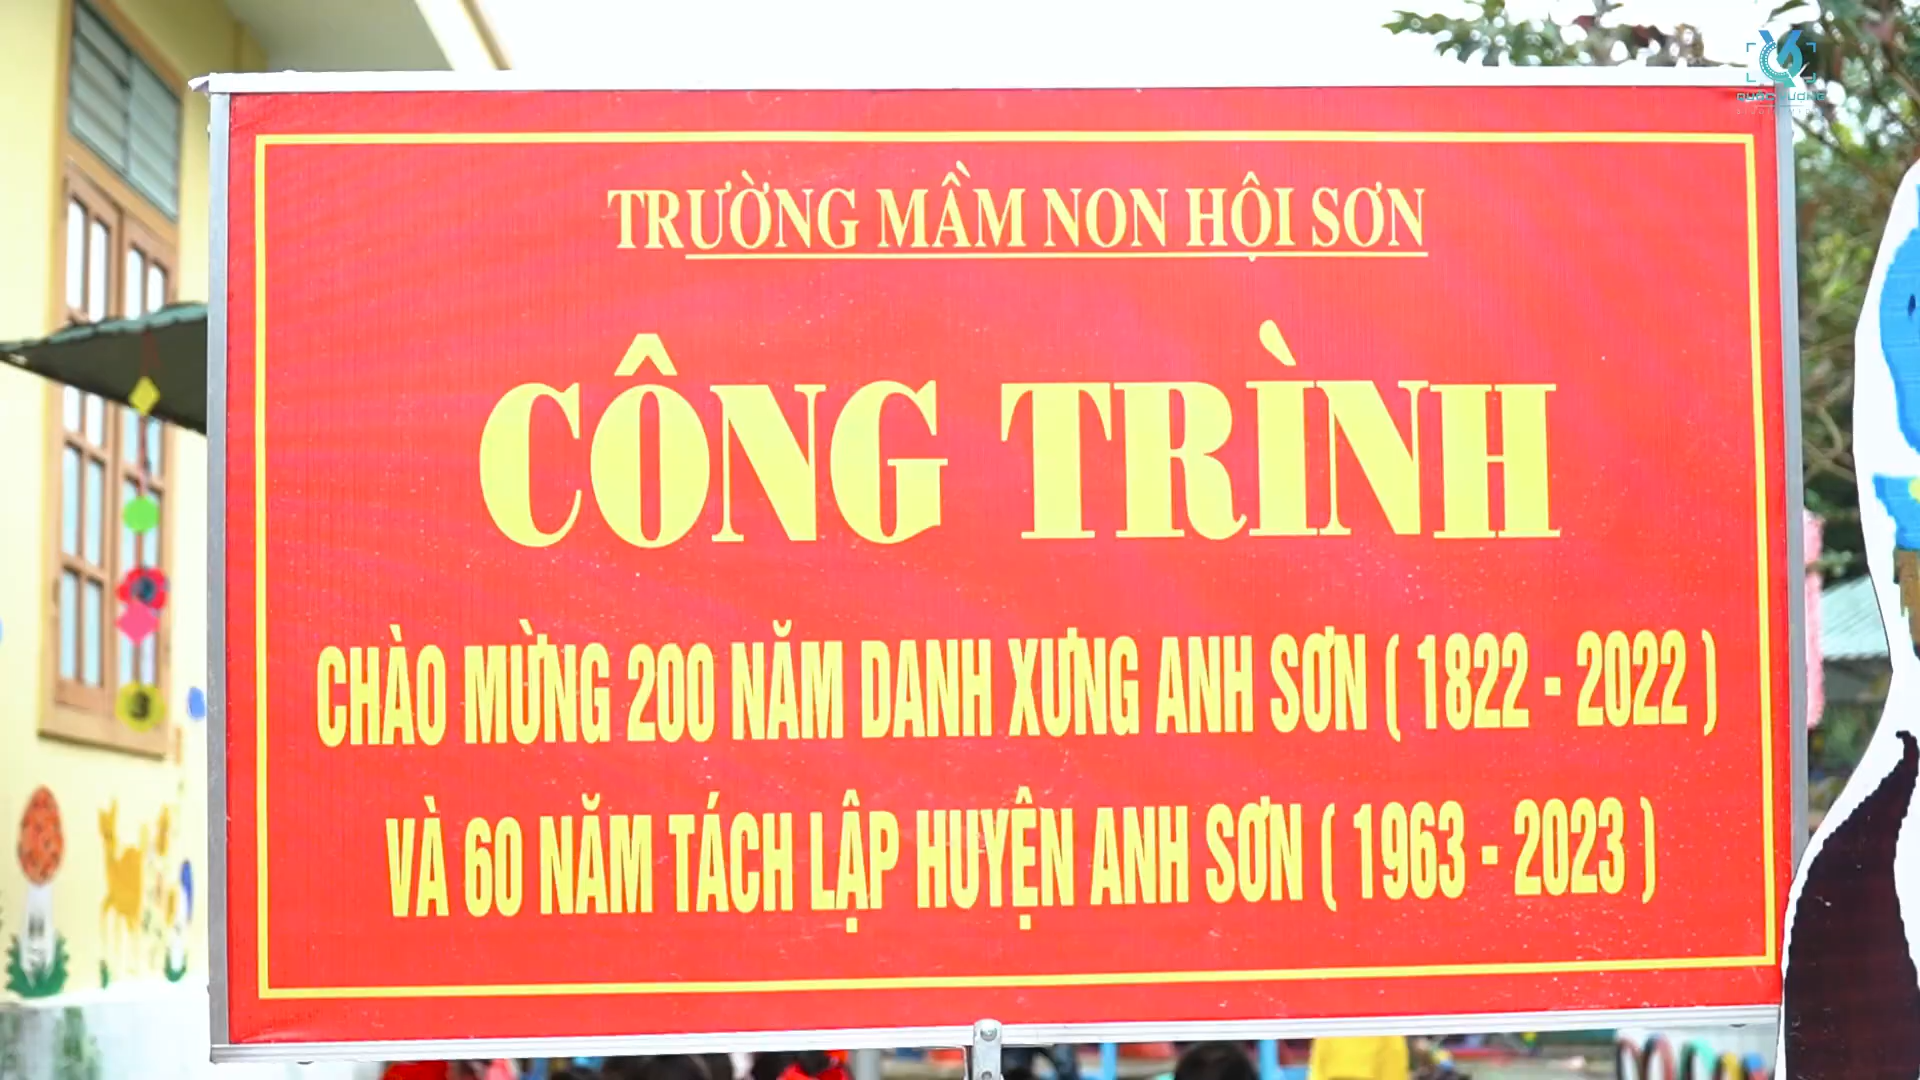 TRƯỜNG MẦM NON HỘI SƠN
CÔNG TRÌNH
CHÀO MỪNG 200 NĂM DANH XƯNG ANH SƠN ( 1822 - 2022 )
VÀ 60 NĂM TÁCH LẬP HUYỆN ANH SƠN ( 1963 - 2023 )